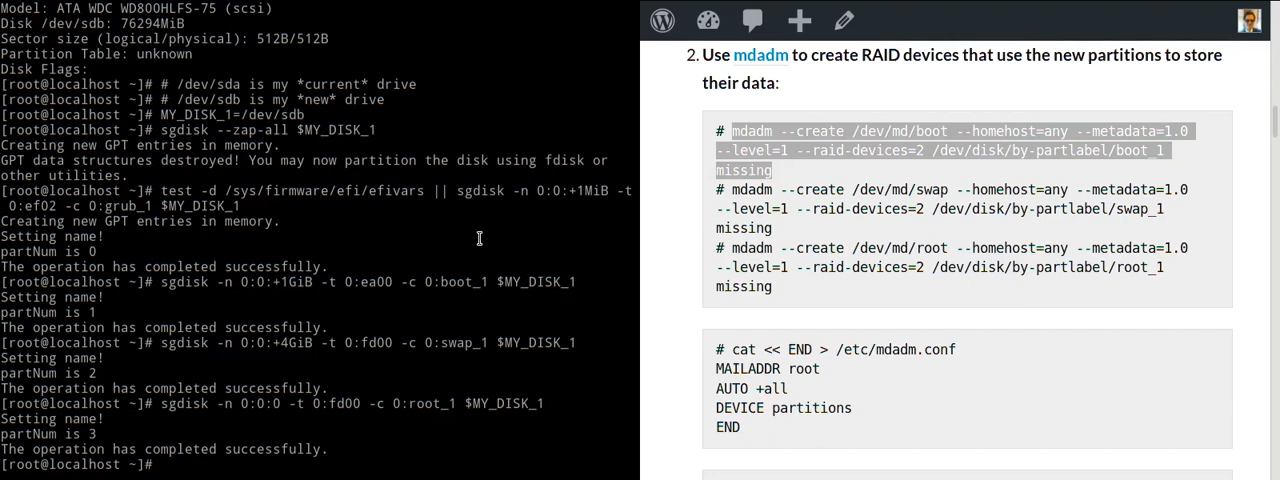 Model: ATA WDC WD800HLFS-75 (scsi)
Disk /dev/sdb: 76294MiB
Sector size (logical/physical): 512B/512B
Partition Table: unknown
Disk Flags:
[root@localhost ~]# # /dev/sda is my *current* drive
[root@localhost ~]# # /dev/sdb is my *new* drive
[root@localhost ~]# MY_DISK_1=/dev/sdb
[root@localhost ~]# sgdisk --zap-all $MY_DISK_1
Creating new GPT entries in memory.
GPT data structures destroyed! You may now partition the disk using fdisk or
other utilities.
[root@localhost ~]# test -d /sys/firmware/efi/efivars || sgdisk -n 0:0:+1MiB -t
0:ef02 -c 0:grub_1 $MY_DISK_1
Creating new GPT entries in memory.
Setting name!
partNum is 0
The operation has completed successfully.
[root@localhost ~]# sgdisk -n 0:0:+1GiB -t 0:ea00 -c 0:boot_1 $MY_DISK_1
Setting name!
partNum is 1
The operation has completed successfully.
[root@localhost ~]# sgdisk -n 0:0:+4GiB -t 0:fd00 -c 0:swap_1 $MY_DISK_1
Setting name!
partNum is 2
The operation has completed successfully.
[root@localhost ~]# sgdisk -n 0:0:0 -t 0:fd00 -c 0:root_1 $MY_DISK_1
Setting name!
partNum is 3
The operation has completed successfully.
[root@localhost ~]#
2. Use mdadm to create RAID devices that use the new partitions to store
their data:
# mdadm --create /dev/md/boot --homehost=any --metadata=1.0
--level=1 --raid-devices=2 /dev/disk/by-partlabel/boot_1
missing
# mdadm --create /dev/md/swap --homehost=any --metadata=1.0
--level=1 --raid-devices=2 /dev/disk/by-partlabel/swap_1
missing
# mdadm --create /dev/md/root --homehost=any --metadata=1.0
--level=1 --raid-devices=2 /dev/disk/by-partlabel/root_1
missing
# cat << END > /etc/mdadm.conf
MAILADDR root
AUTO +all
DEVICE partitions
END